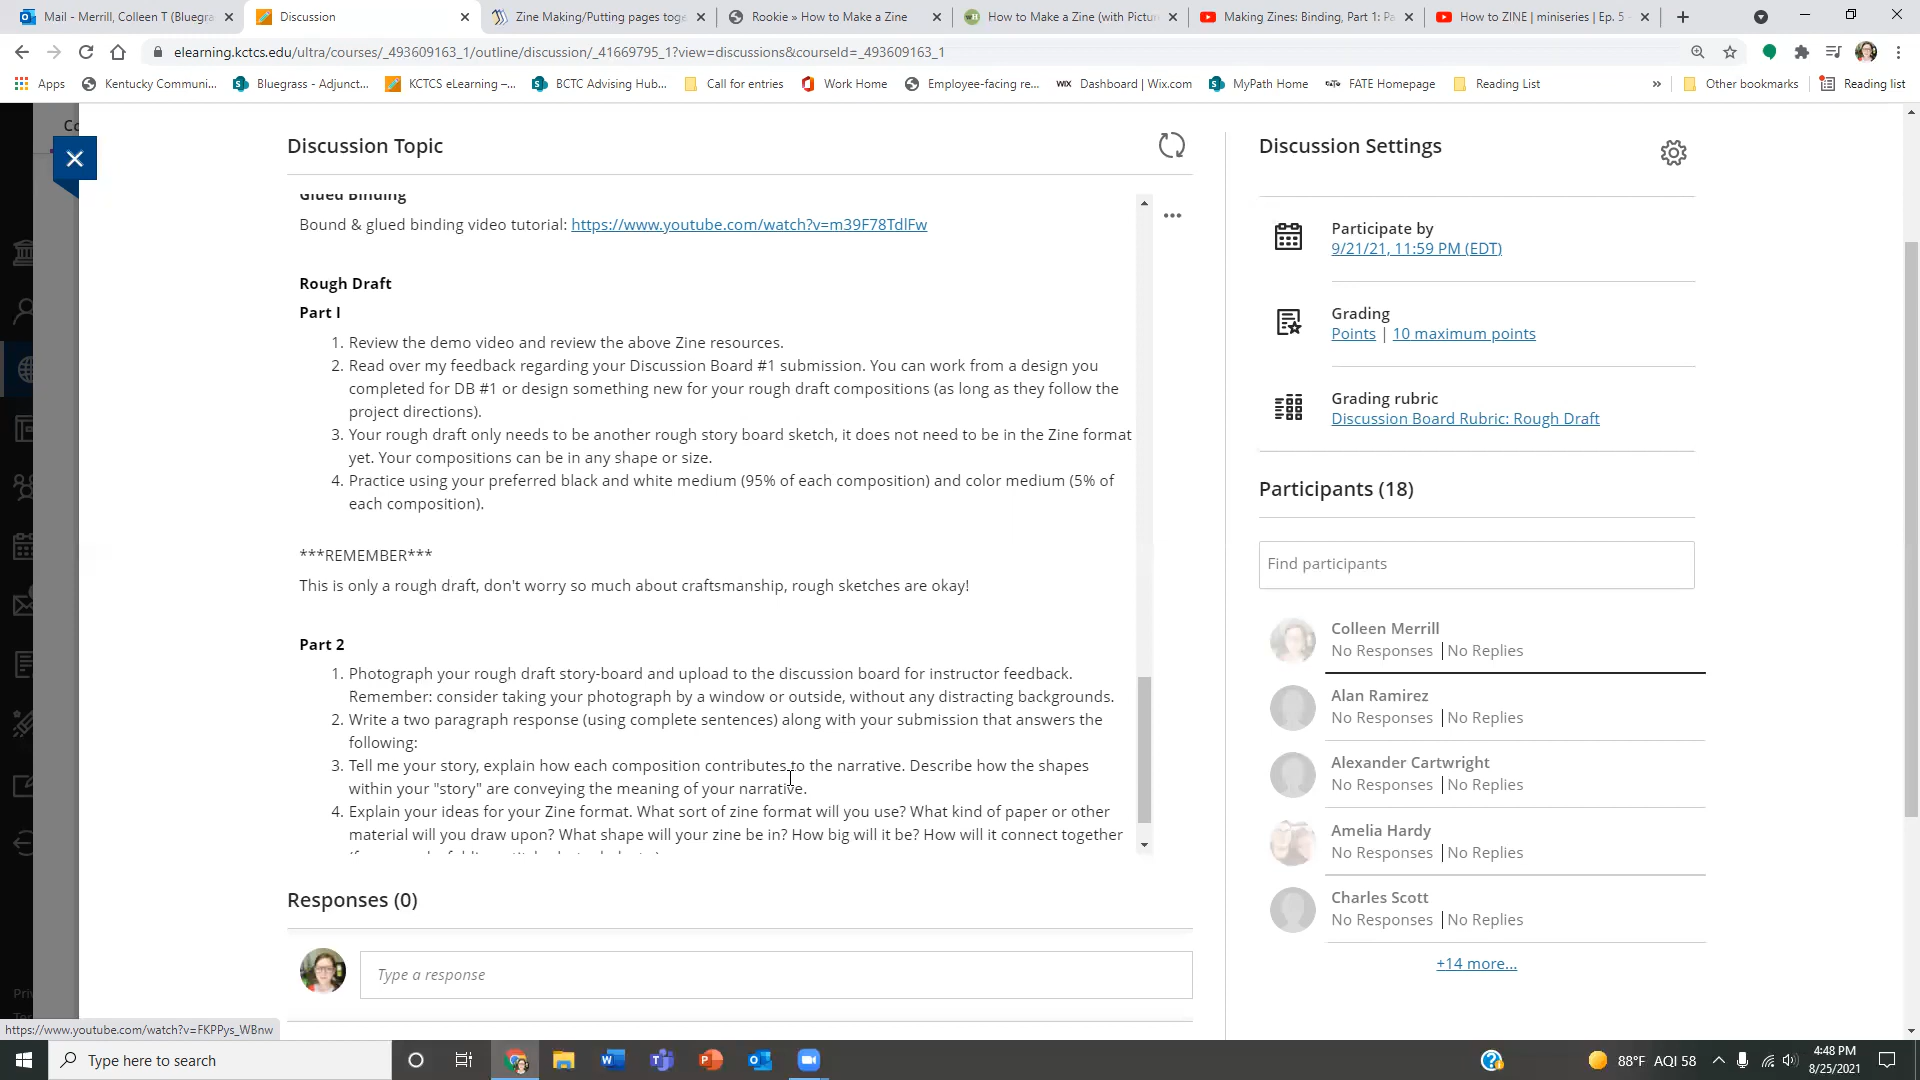 Mail - Merrill, Colleen T (Bluegra
Discussion
Zine Making/Putting pages toge
Rookie » How to Make a Zine
How to Make a Zine (with Pictur
Making Zines: Binding, Part 1: Pa
How to ZINE | miniseries | Ep. 5 -
elearning.kctcs.edu/ultra/courses/_493609163_1/outline/discussion/_41669795_1?view=discussions&courseId=_493609163_1
Apps
Kentucky Communi...
Bluegrass - Adjunct...
KCTCS eLearning –...
BCTC Advising Hub...
Call for entries
Work Home
Employee-facing re...
WIX Dashboard | Wix.com
MyPath Home
FATE Homepage
Reading List
»
Other bookmarks
Reading list
Discussion Topic
Glued Binding
Bound & glued binding video tutorial: https://www.youtube.com/watch?v=m39F78TdlFw
Rough Draft
Part I
1. Review the demo video and review the above Zine resources.
2. Read over my feedback regarding your Discussion Board #1 submission. You can work from a design you
completed for DB #1 or design something new for your rough draft compositions (as long as they follow the
project directions).
3. Your rough draft only needs to be another rough story board sketch, it does not need to be in the Zine format
yet. Your compositions can be in any shape or size.
4. Practice using your preferred black and white medium (95% of each composition) and color medium (5% of
each composition).
***REMEMBER***
This is only a rough draft, don't worry so much about craftsmanship, rough sketches are okay!
Part 2
1. Photograph your rough draft story-board and upload to the discussion board for instructor feedback.
Remember: consider taking your photograph by a window or outside, without any distracting backgrounds.
2. Write a two paragraph response (using complete sentences) along with your submission that answers the
following:
3. Tell me your story, explain how each composition contributes to the narrative. Describe how the shapes
within your "story" are conveying the meaning of your narrative.
4. Explain your ideas for your Zine format. What sort of zine format will you use? What kind of paper or other
material will you draw upon? What shape will your zine be in? How big will it be? How will it connect together
Responses (0)
Type a response
Discussion Settings
Participate by
9/21/21, 11:59 PM (EDT)
Grading
Points | 10 maximum points
Grading rubric
Discussion Board Rubric: Rough Draft
Participants (18)
Find participants
Colleen Merrill
No Responses | No Replies
Alan Ramirez
No Responses | No Replies
Alexander Cartwright
No Responses | No Replies
Amelia Hardy
No Responses | No Replies
Charles Scott
No Responses | No Replies
+14 more...
https://www.youtube.com/watch?v=FKPPys_WBnw
Type here to search
88°F AQI 58
4:48 PM
8/25/2021